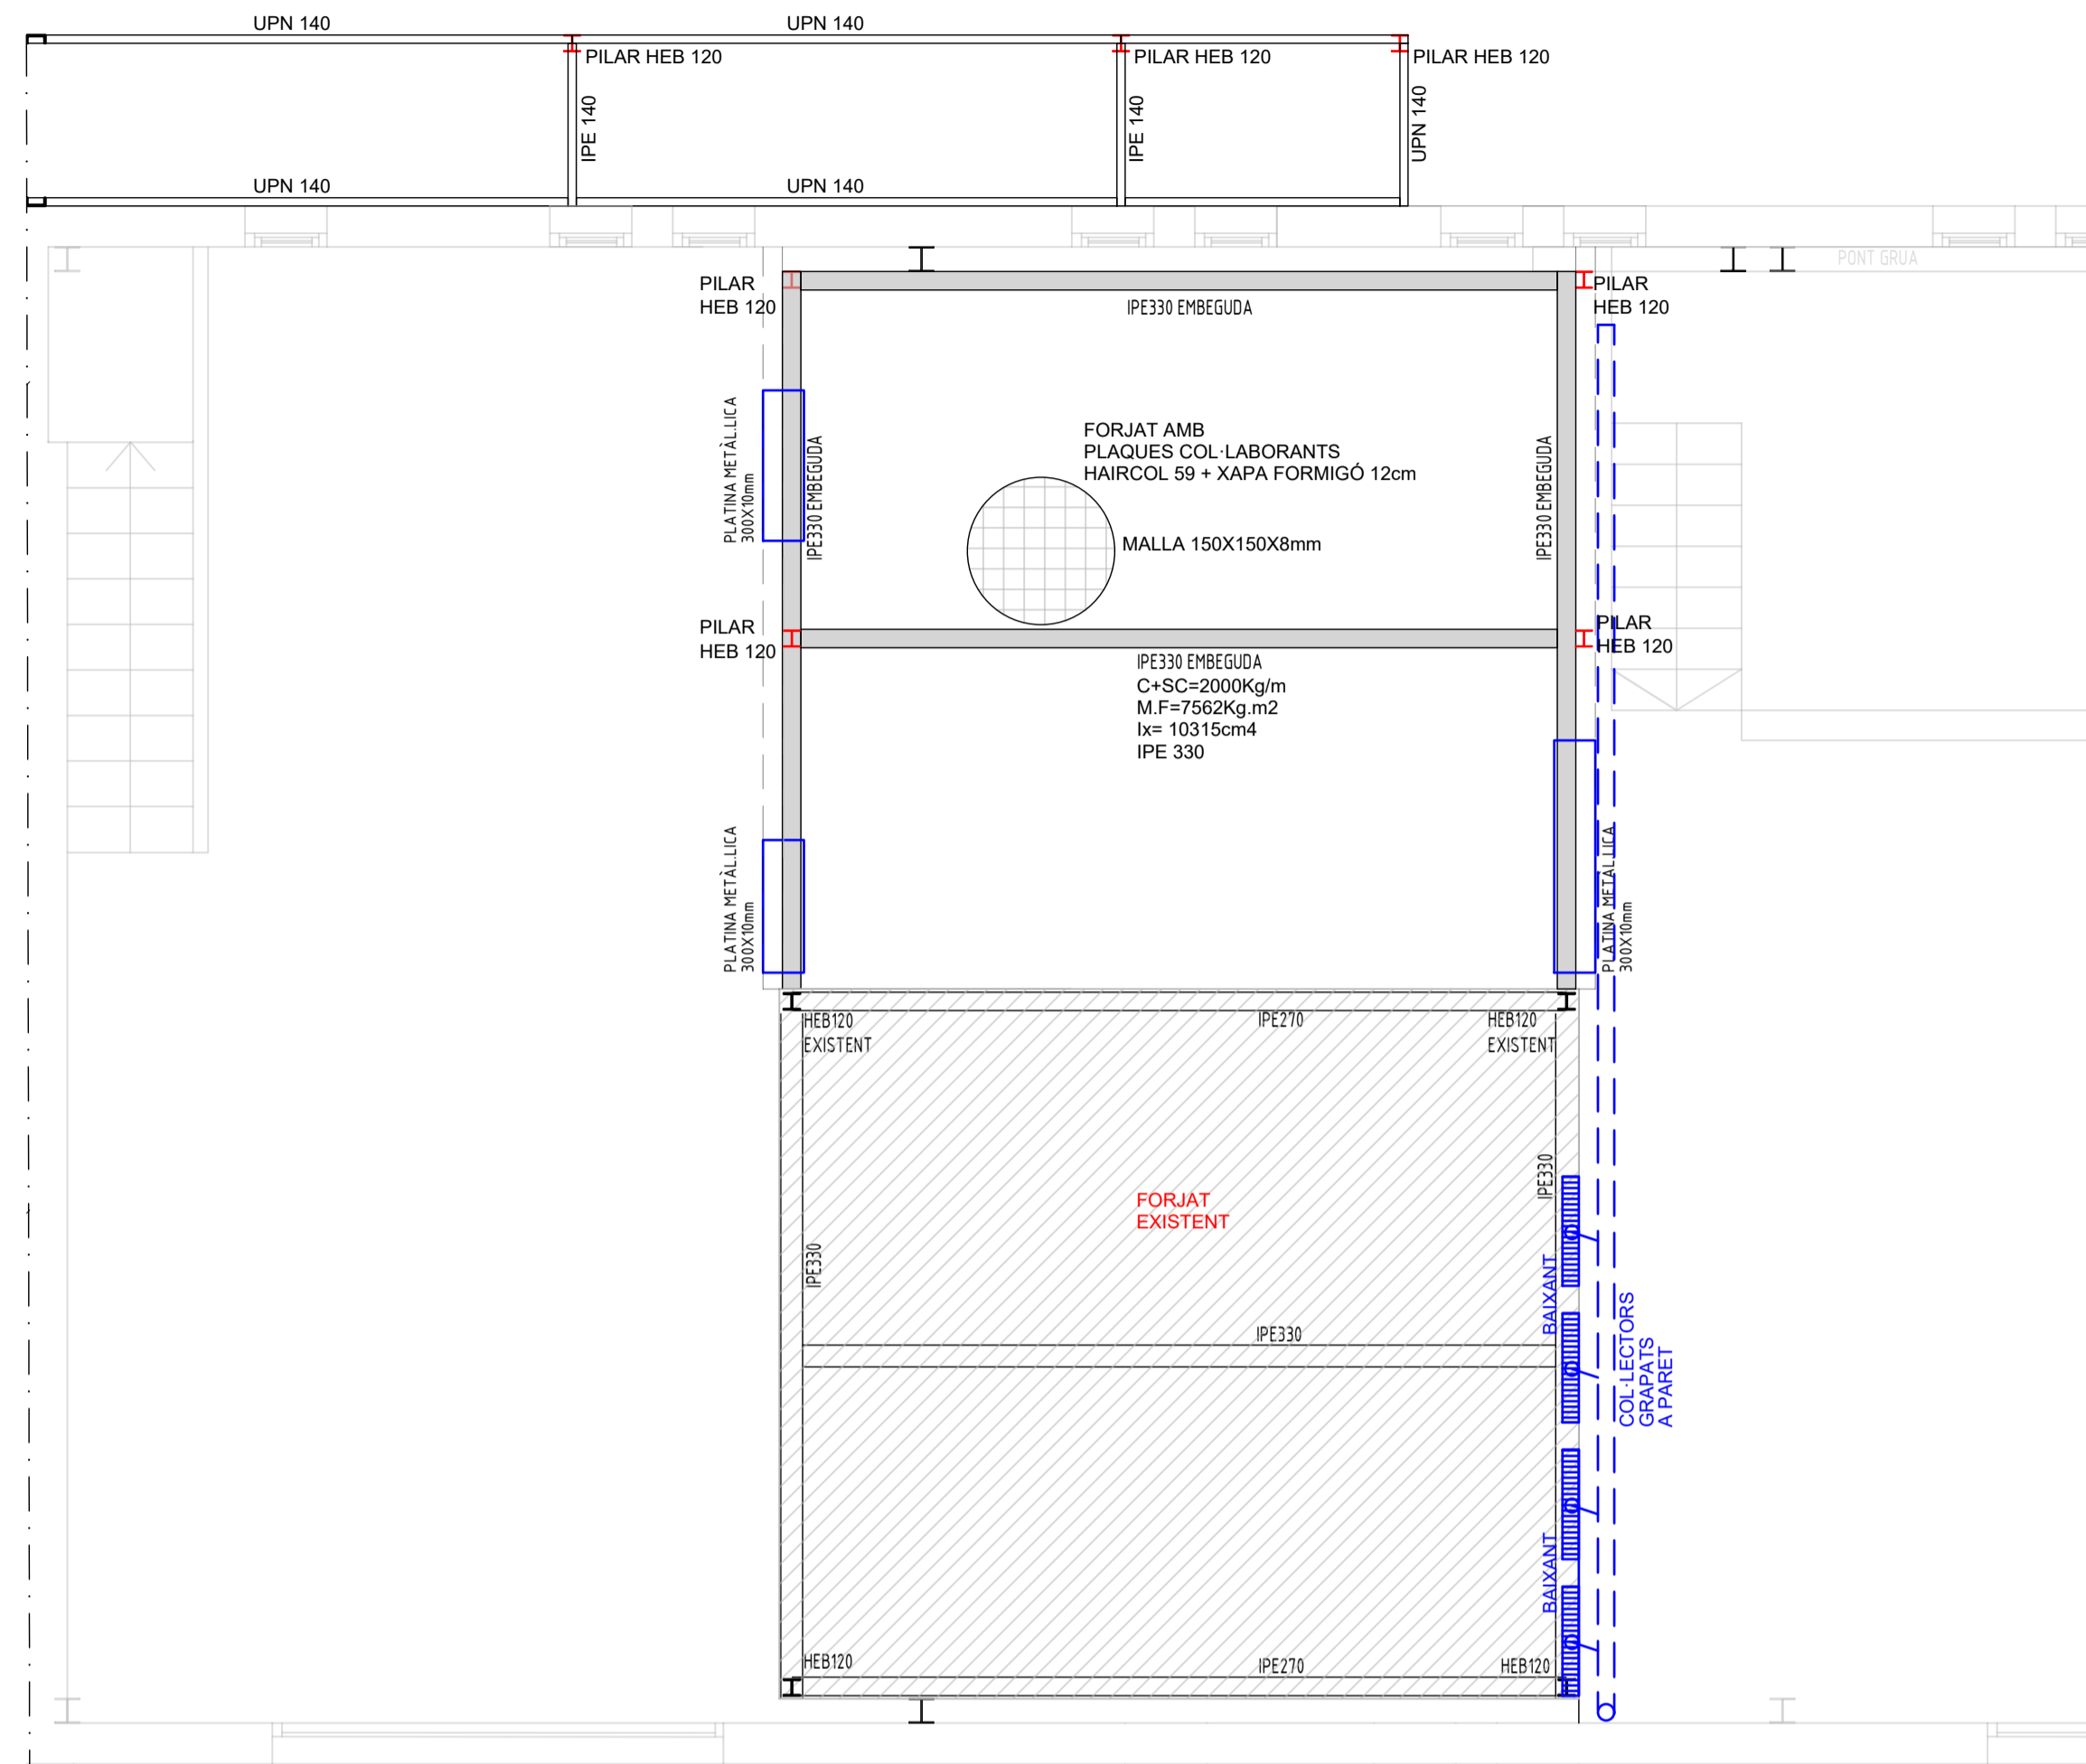 UPN 140
UPN 140
PILAR HEB 120
PILAR HEB 120
PILAR HEB 120
IPE 140
IPE 140
UPN 140
UPN 140
UPN 140
PONT GRUA
PILAR
HEB 120
PILAR
HEB 120
IPE330 EMBEGUDA
PLATINA METÀL.LICA
300X10mm
IPE330 EMBEGUDA
FORJAT AMB
PLAQUES COL·LABORANTS
HAIRCOL 59 + XAPA FORMIGÓ 12cm
IPE330 EMBEGUDA
MALLA 150X150X8mm
PILAR
HEB 120
PILAR
HEB 120
IPE330 EMBEGUDA
C+SC=2000Kg/m
M.F=7562Kg.m2
Ix= 10315cm4
IPE 330
PLATINA METÀL.LICA
300X10mm
PLATINA METAL.LICA
300X10mm
HEB120
EXISTENT
IPE270
HEB120
EXISTENT
IPE330
FORJAT
EXISTENT
IPE330
BAIXANT
COL·LECTORS
GRAPATS
A PARET
IPE330
BAIXANT
HEB120
IPE270
HEB120